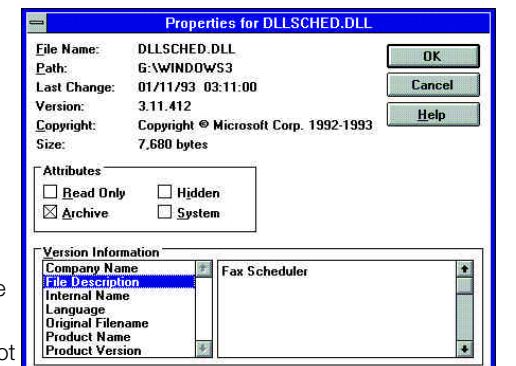 Properties for DLLSCHED.DLL
File Name: DLLSCHED.DLL
Path: G:\WINDOWS3
Last Change: 01/11/93 03:11:00
Version: 3.11.412
Copyright: Copyright © Microsoft Corp. 1992-1993
Size: 7,680 bytes
OK
Cancel
Help
Attributes
Read Only Hidden
Archive System
Version Information
Company Name
File Description
Internal Name
Language
Original Filename
Product Name
Product Version
Fax Scheduler
e
ot